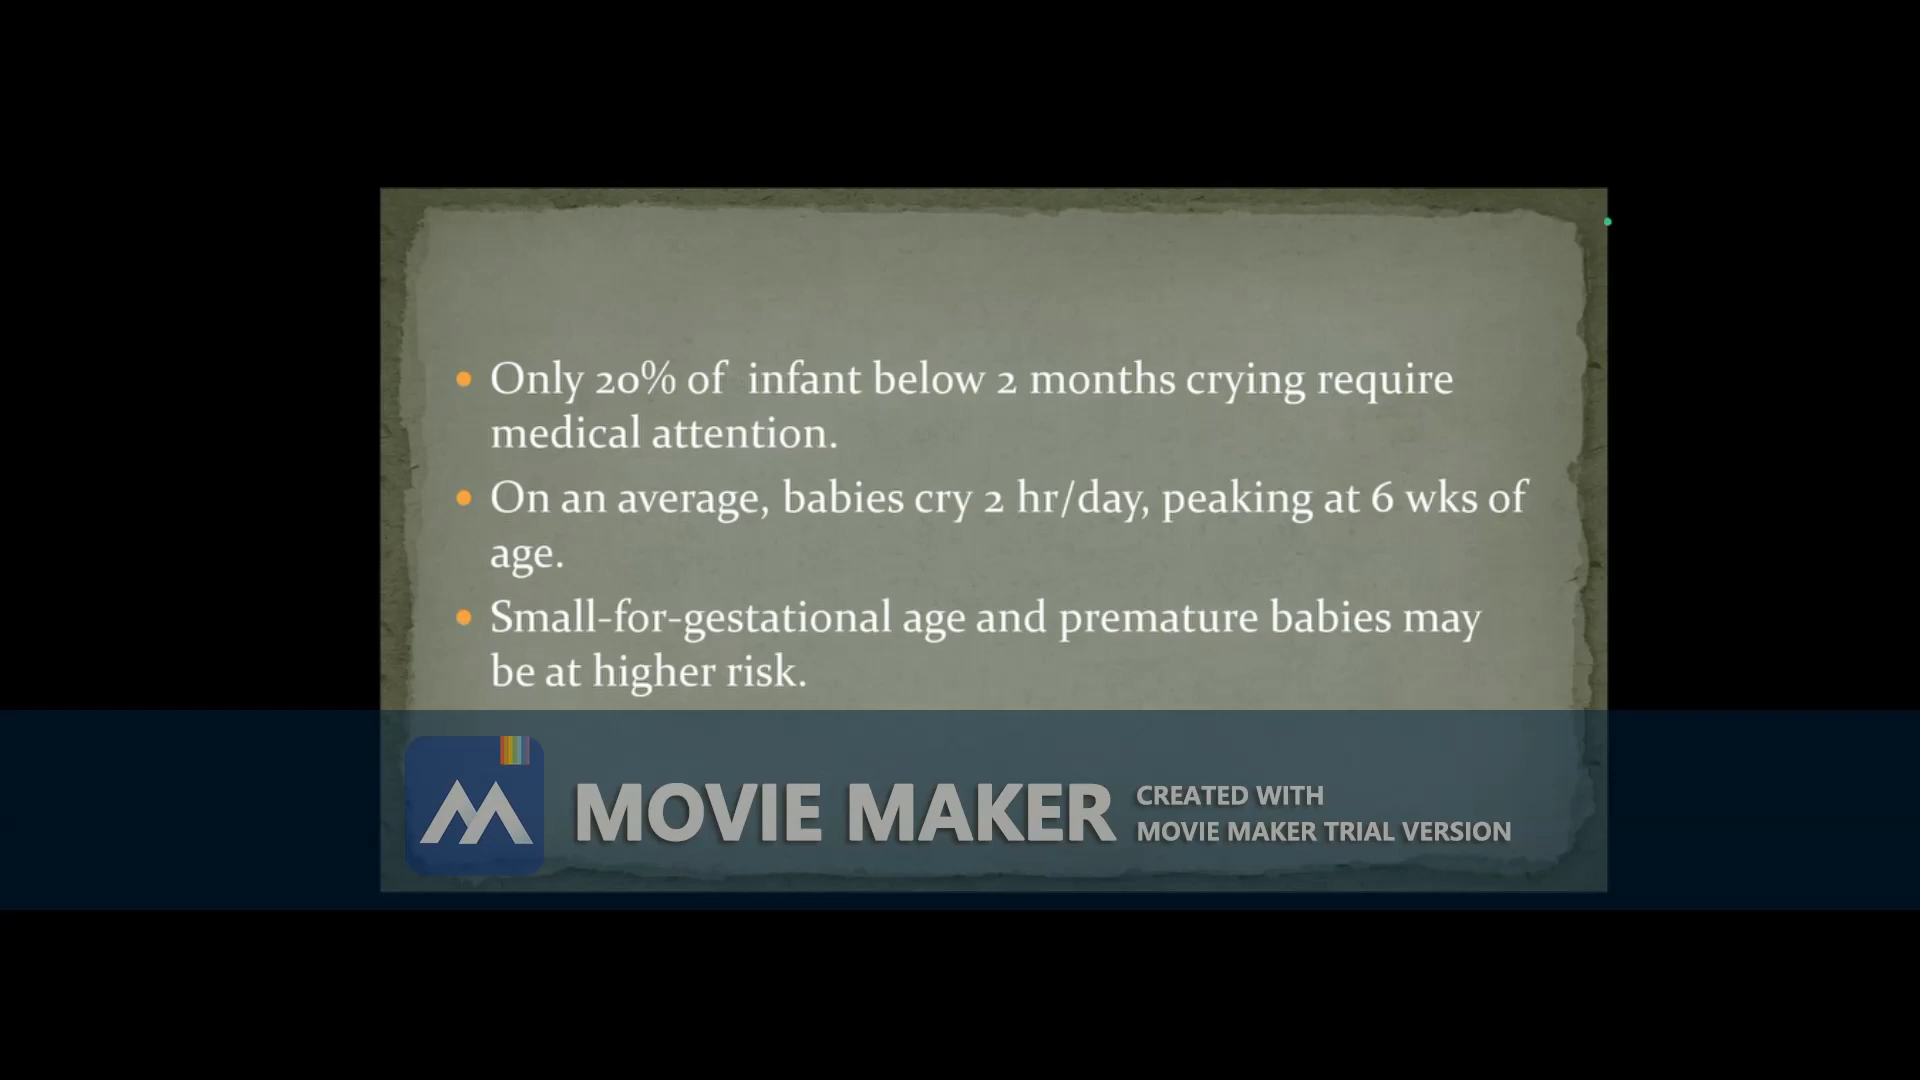 • Only 20% of infant below 2 months crying require
medical attention.
• On an average, babies cry 2 hr/day, peaking at 6 wks of
age.
• Small-for-gestational age and premature babies may
be at higher risk.
MOVIE MAKER
CREATED WITH
MOVIE MAKER TRIAL VERSION